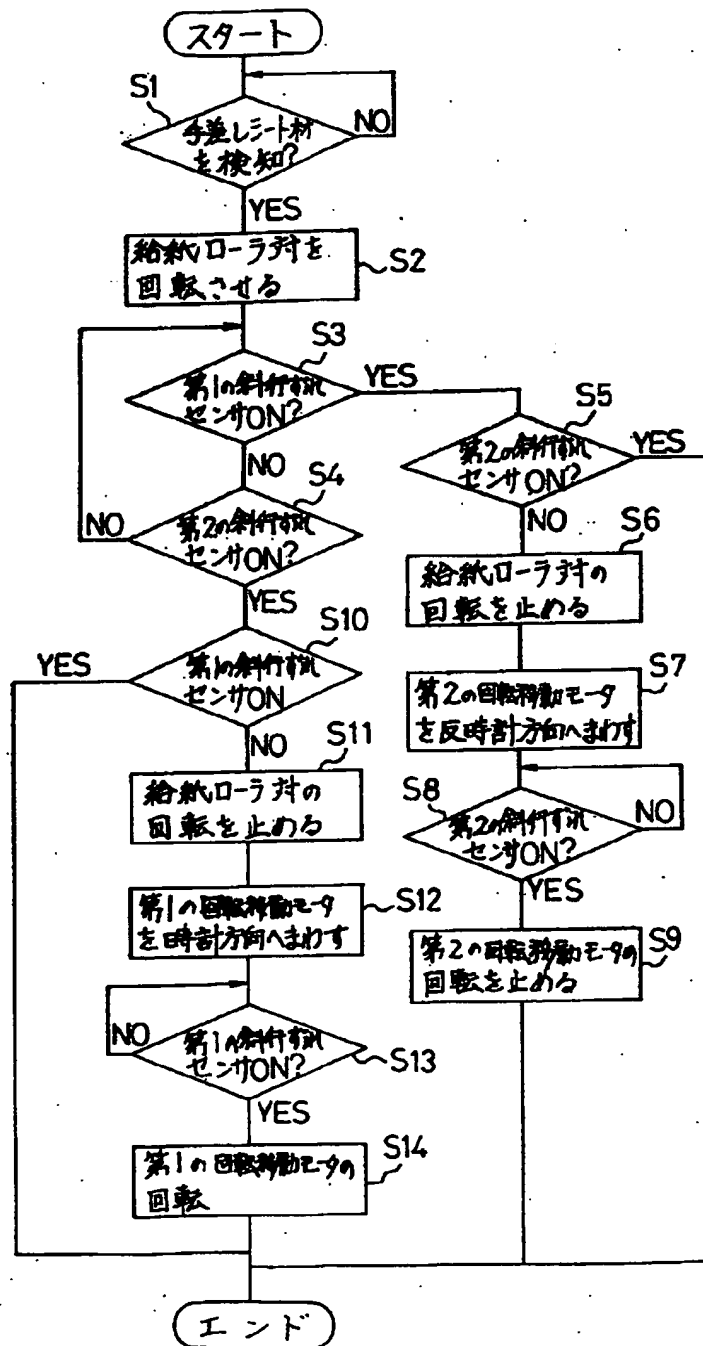 スタート
S1
手差しシート材
を検知?
NO
YES
給紙ローラ対を
回転させる
S2
S3
第1の斜行ずれ
センサON?
YES
NO
S4
第2の斜行ずれ
センサON?
NO
YES
S5
第2の斜行ずれ
センサON?
YES
NO
S6
給紙ローラ対の
回転を止める
S7
第2の回転移動モータ
を反時計方向へまわす
S8
第2の斜行ずれ
センサON?
NO
YES
S9
第2の回転移動モータの
回転を止める
S10
第1の斜行ずれ
センサON
YES
NO
S11
給紙ローラ対の
回転を止める
S12
第1の回転移動モータ
を時計方向へまわす
NO
第1の斜行ずれ
センサON?
S13
YES
S14
第1の回転移動モータの
回転
エンド